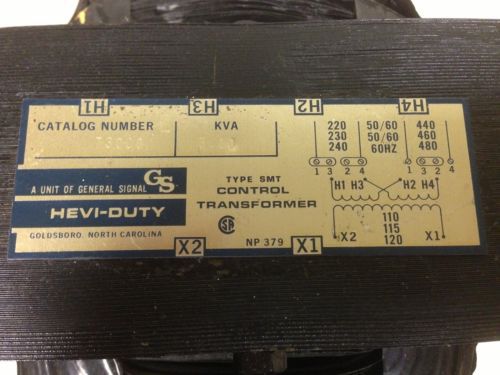 H1 H3 H2 H4
CATALOG NUMBER KVA
220 50/60 440
230 50/60 460
240 60HZ 480
1 3 2 4 1 3 2 4
H1 H3 H2 H4
GS
A UNIT OF GENERAL SIGNAL
HEVI-DUTY
GOLDSBORO, NORTH CAROLINA
TYPE SMT
CONTROL
TRANSFORMER
NP 379
110
115
120
X2 X1
X2 X1